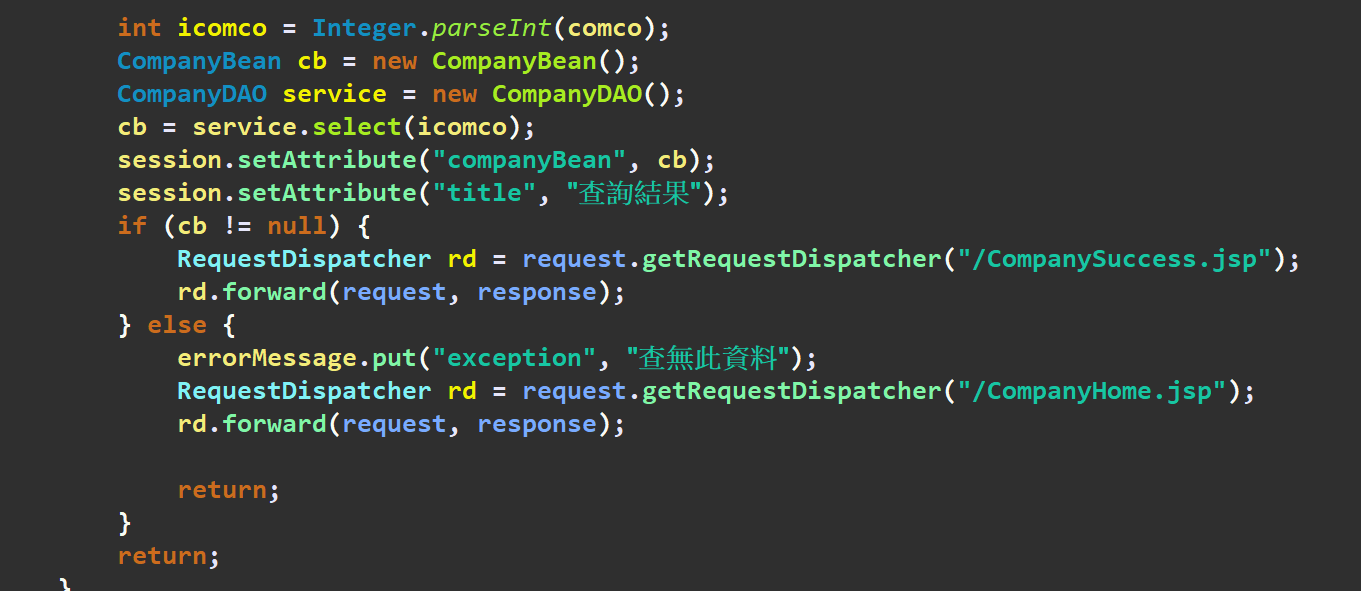 int icomco = Integer.parseInt(comco);
CompanyBean cb = new CompanyBean();
CompanyDAO service = new CompanyDAO();
cb = service.select(icomco);
session.setAttribute("companyBean", cb);
session.setAttribute("title", "查詢結果");
if (cb != null) {
RequestDispatcher rd = request.getRequestDispatcher("/CompanySuccess.jsp");
rd.forward(request, response);
} else {
errorMessage.put("exception", "查無此資料");
RequestDispatcher rd = request.getRequestDispatcher("/CompanyHome.jsp");
rd.forward(request, response);
return;
}
return;
}